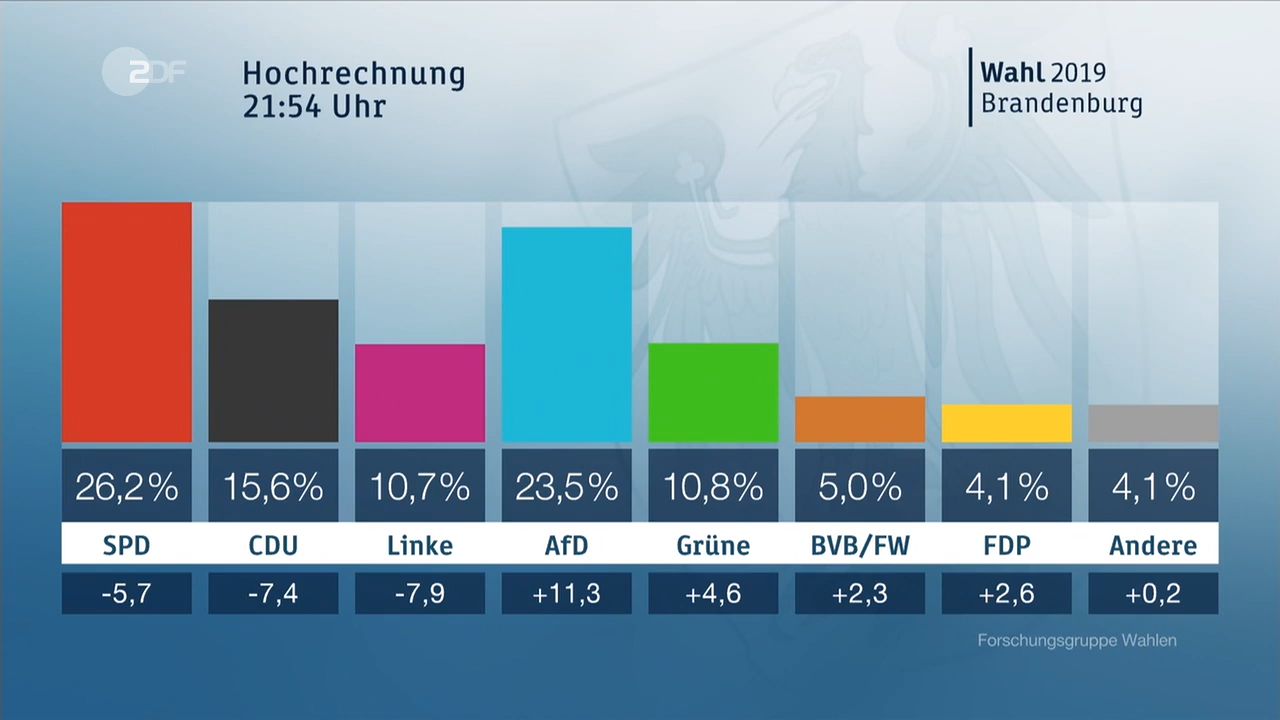 ZDF
Hochrechnung
21:54 Uhr
Wahl 2019
Brandenburg
26,2% 15,6% 10,7% 23,5% 10,8% 5,0% 4,1% 4,1%
SPD CDU Linke AfD Grüne BVB/FW FDP Andere
-5,7 -7,4 -7,9 +11,3 +4,6 +2,3 +2,6 +0,2
Forschungsgruppe Wahlen